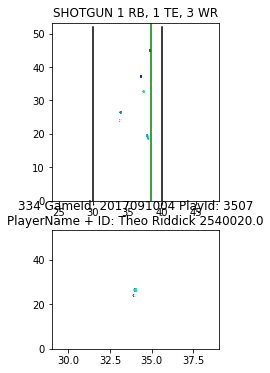 SHOTGUN 1 RB, 1 TE, 3 WR
50
40
30
20
10
0
25 30 35 40 45
334 GameId: 2017091004 PlayId: 3507
PlayerName + ID: Theo Riddick 2540020.0
40
20
0
30.0 32.5 35.0 37.5